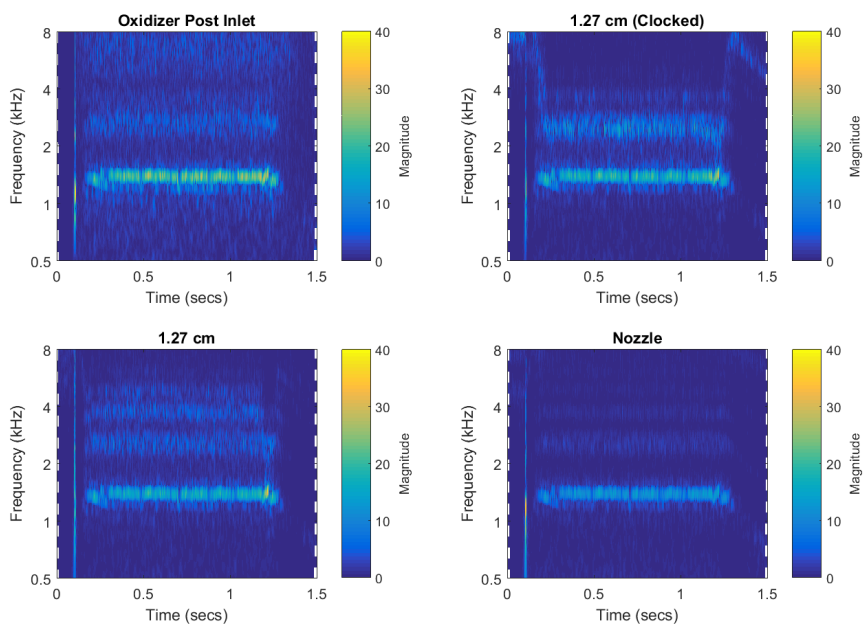 Oxidizer Post Inlet
8
4
2
1
0.5
Frequency (kHz)
0 0.5 1 1.5
Time (secs)
40
30
20
10
0
Magnitude
1.27 cm (Clocked)
8
4
2
1
0.5
Frequency (kHz)
0 0.5 1 1.5
Time (secs)
40
30
20
10
0
Magnitude
1.27 cm
8
4
2
1
0.5
Frequency (kHz)
0 0.5 1 1.5
Time (secs)
40
30
20
10
0
Magnitude
Nozzle
8
4
2
1
0.5
Frequency (kHz)
0 0.5 1 1.5
Time (secs)
40
30
20
10
0
Magnitude